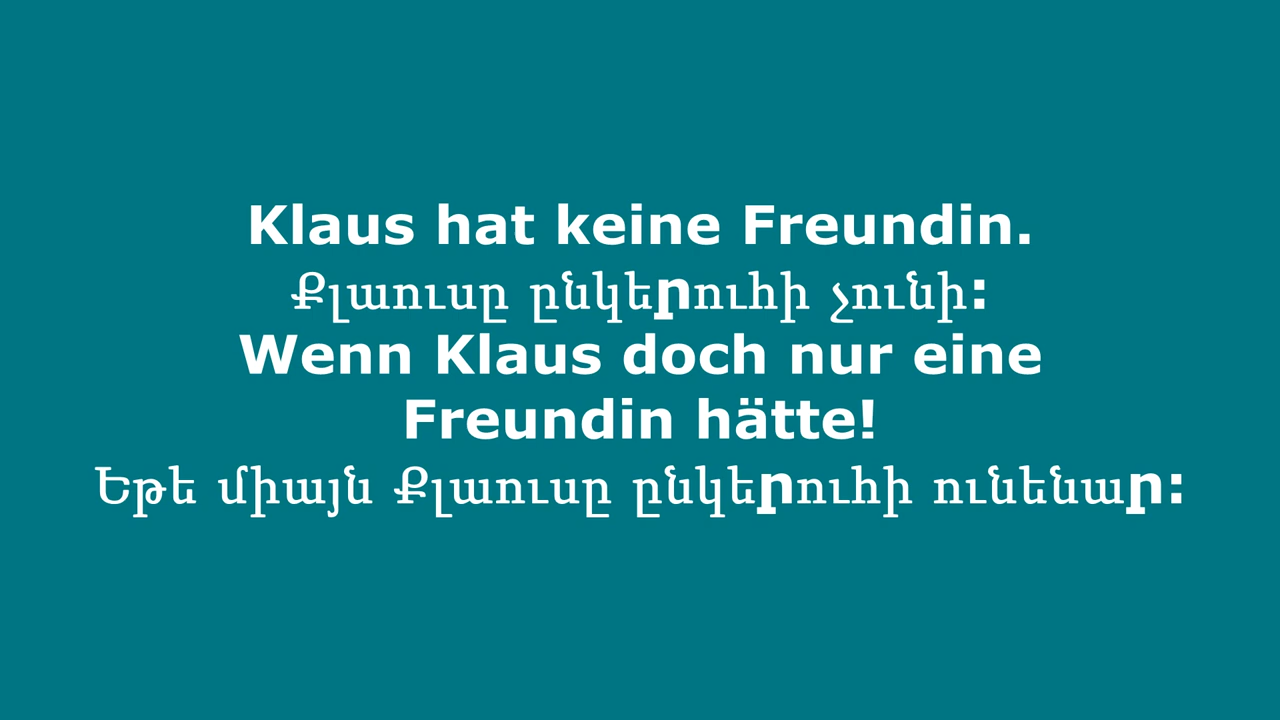 Klaus hat keine Freundin.
Քլաուսը ընկերուհի չունի:
Wenn Klaus doch nur eine
Freundin hätte!
Եթե միայն Քլաուսը ընկերուհի ունենար: